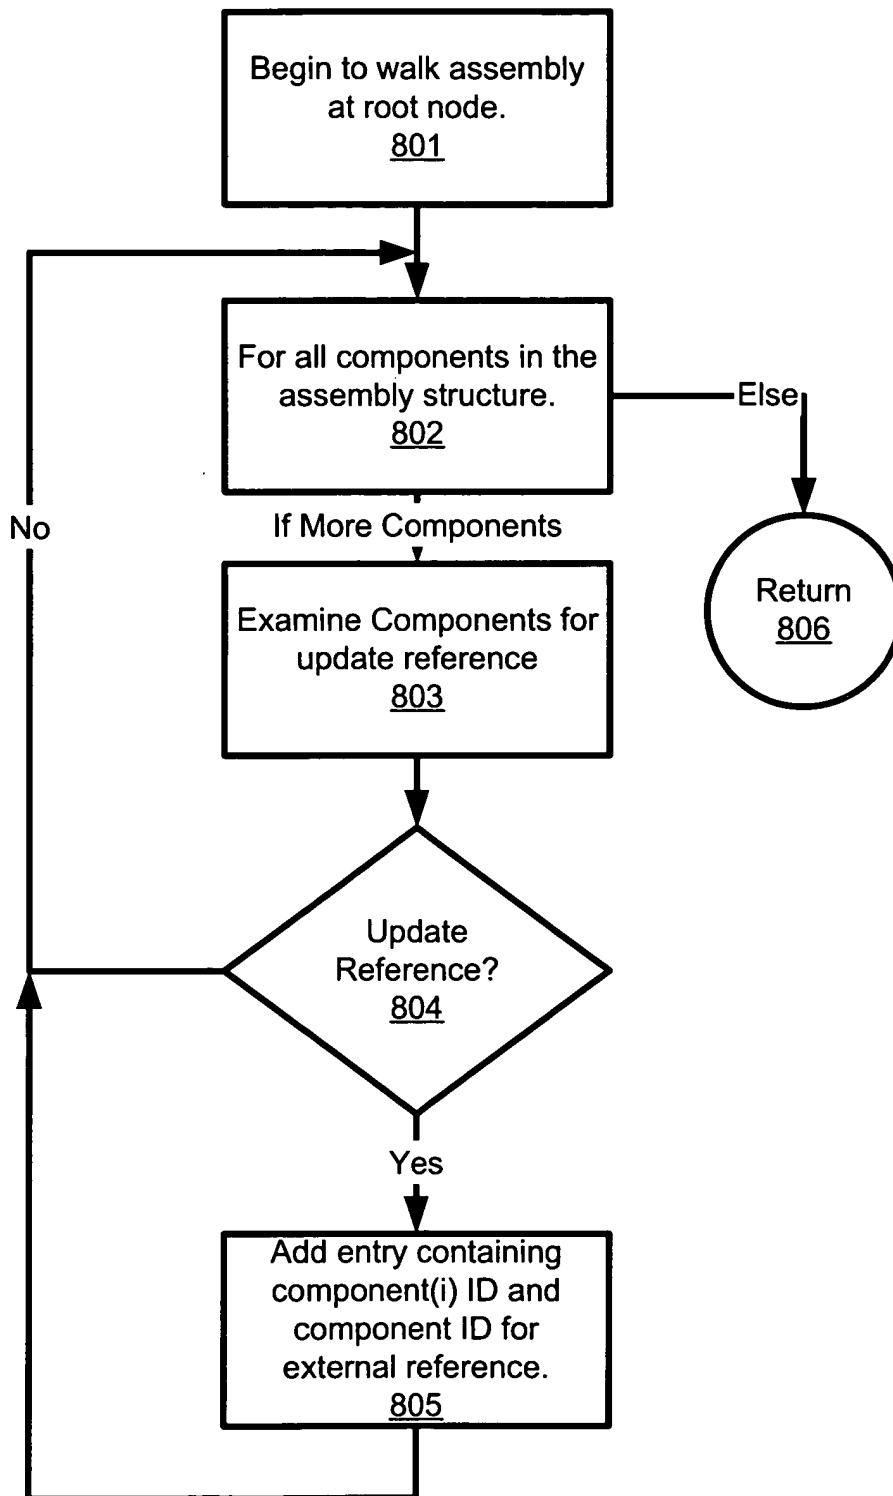 Begin to walk assembly
at root node.
801
For all components in the
assembly structure.
802
Else
No
If More Components
Examine Components for
update reference
803
Return
806
Update
Reference?
804
Yes
Add entry containing
component(i) ID and
component ID for
external reference.
805